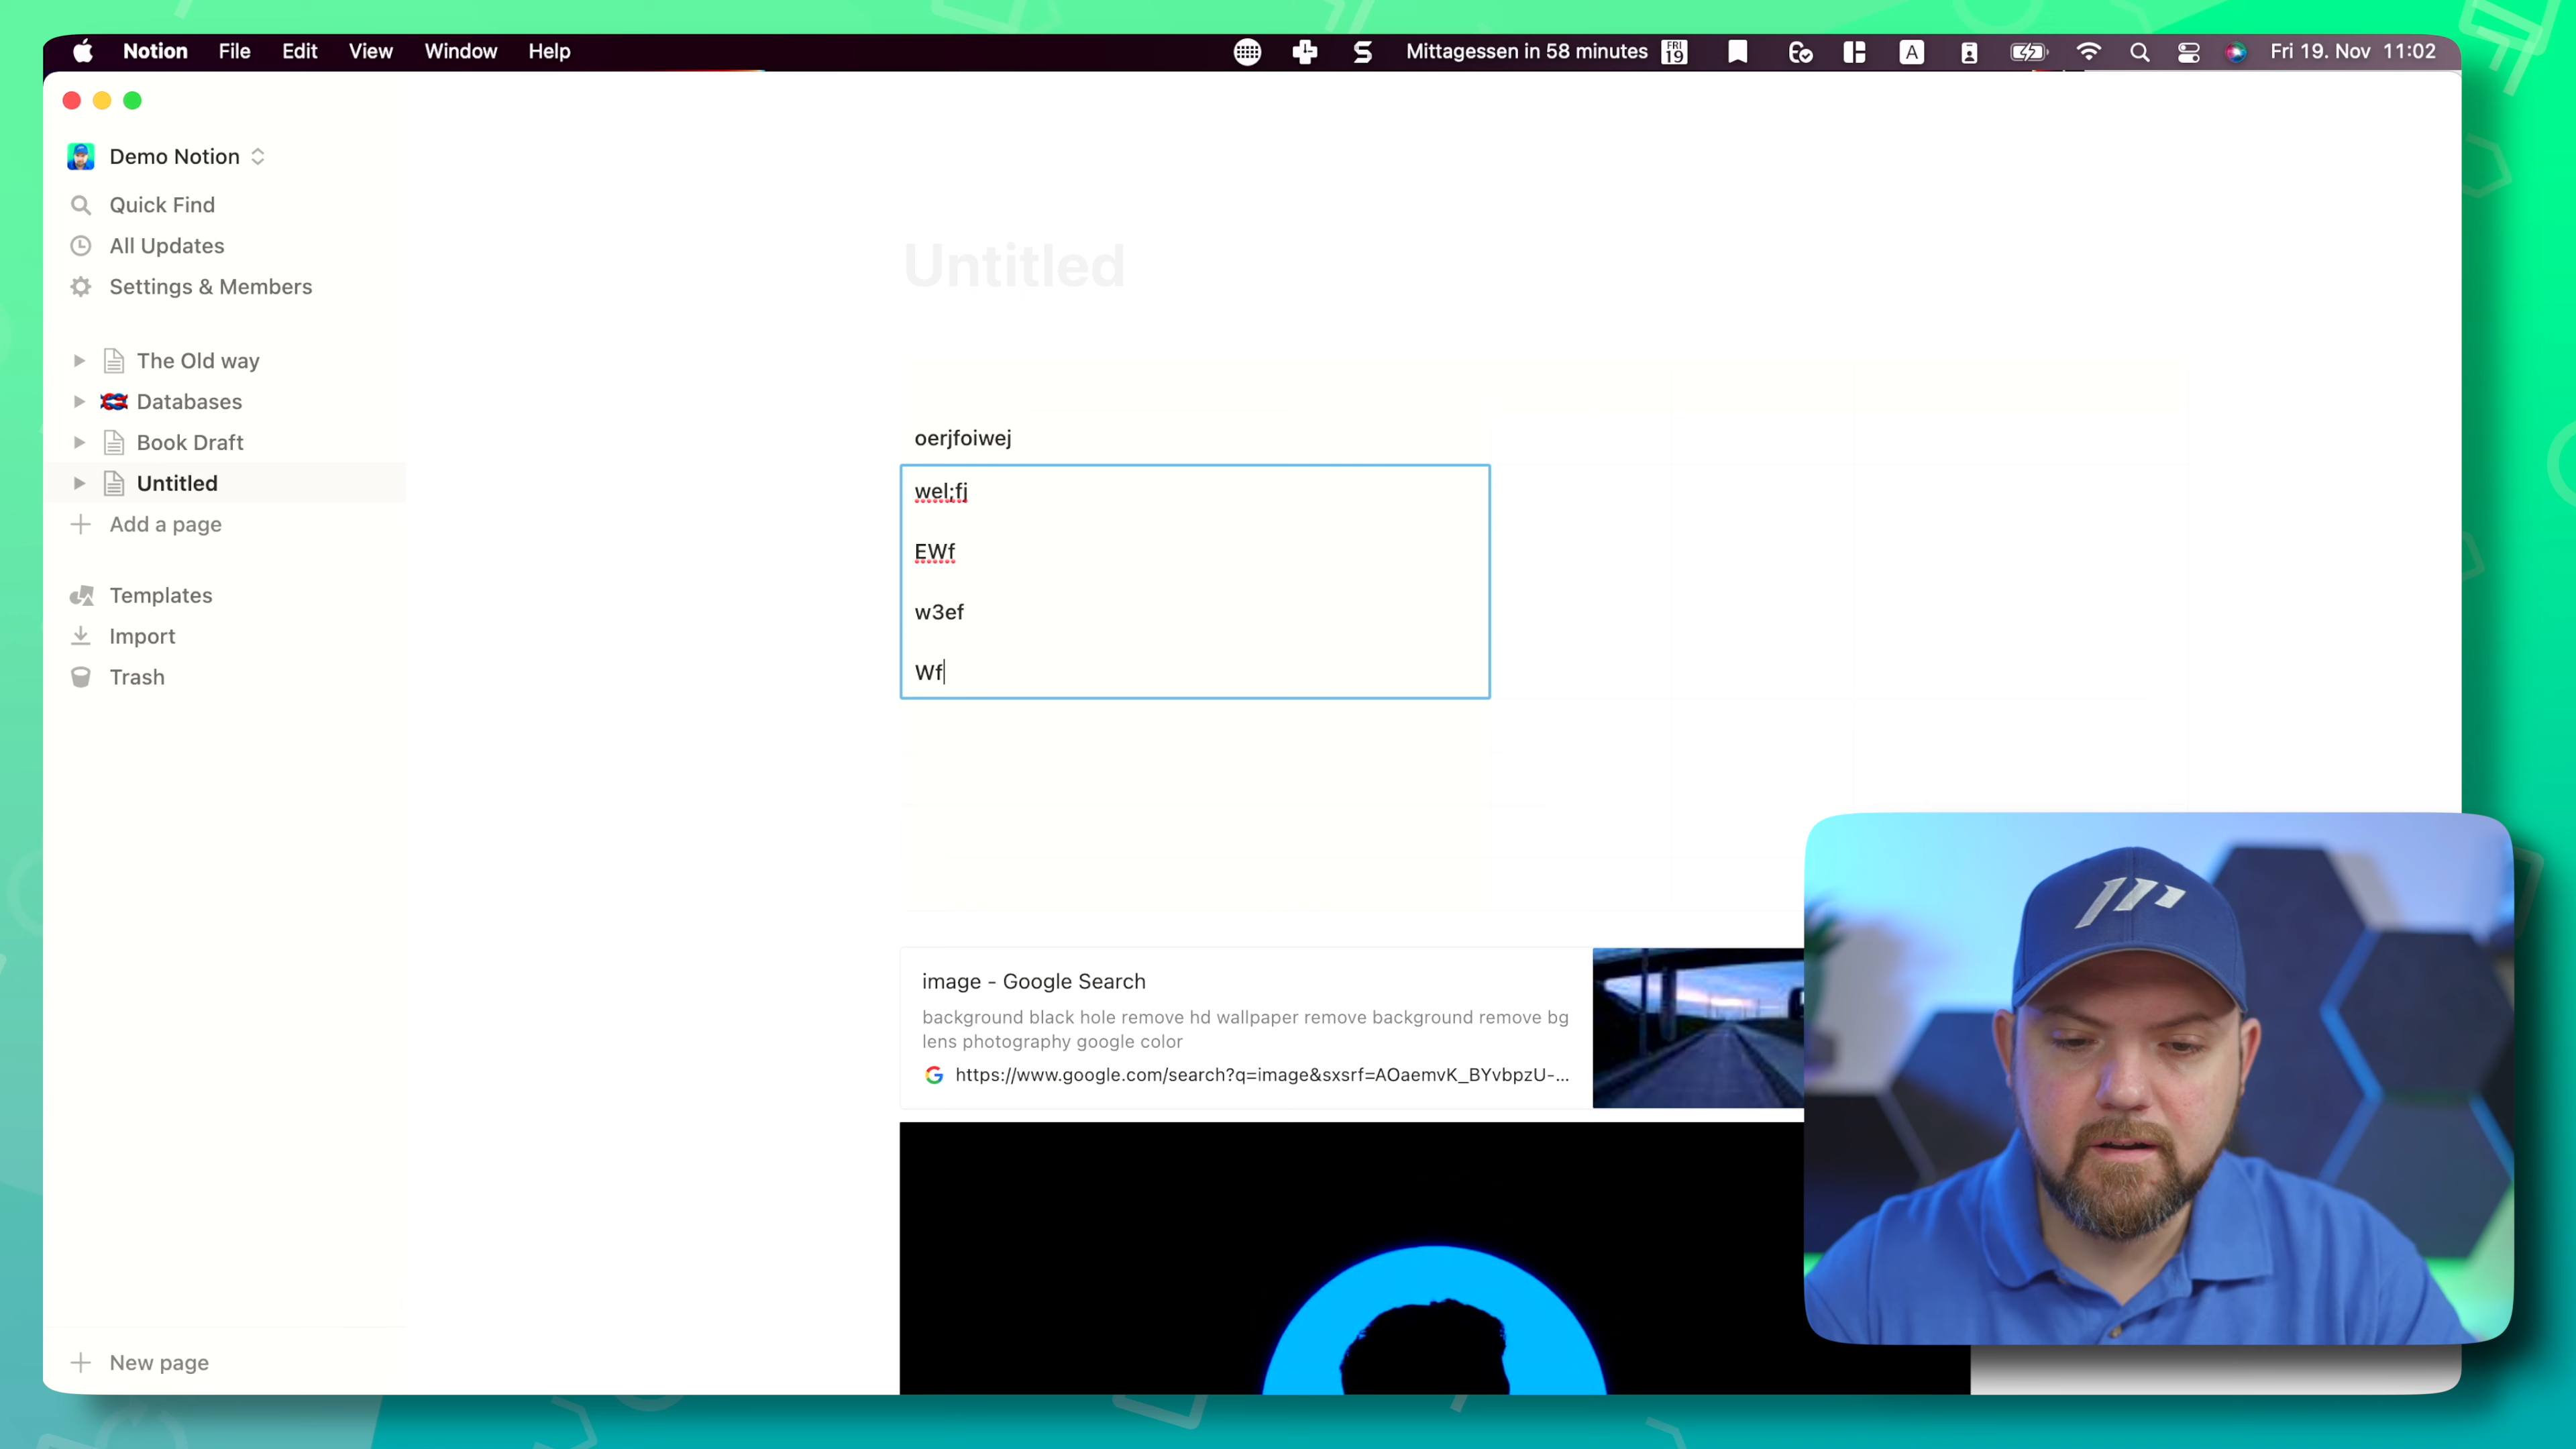 Notion File Edit View Window Help
Mittagessen in 58 minutes FRI 19 A Fri 19. Nov 11:02
Demo Notion
Quick Find
All Updates
Settings & Members
The Old way
Databases
Book Draft
Untitled
Add a page
Templates
Import
Trash
New page
Untitled
oerjfoiwej
wel;fj
EWf
w3ef
Wf
image - Google Search
background black hole remove hd wallpaper remove background remove bg
lens photography google color
https://www.google.com/search?q=image&sxsrf=AOaemvK_BYvbpzU-...